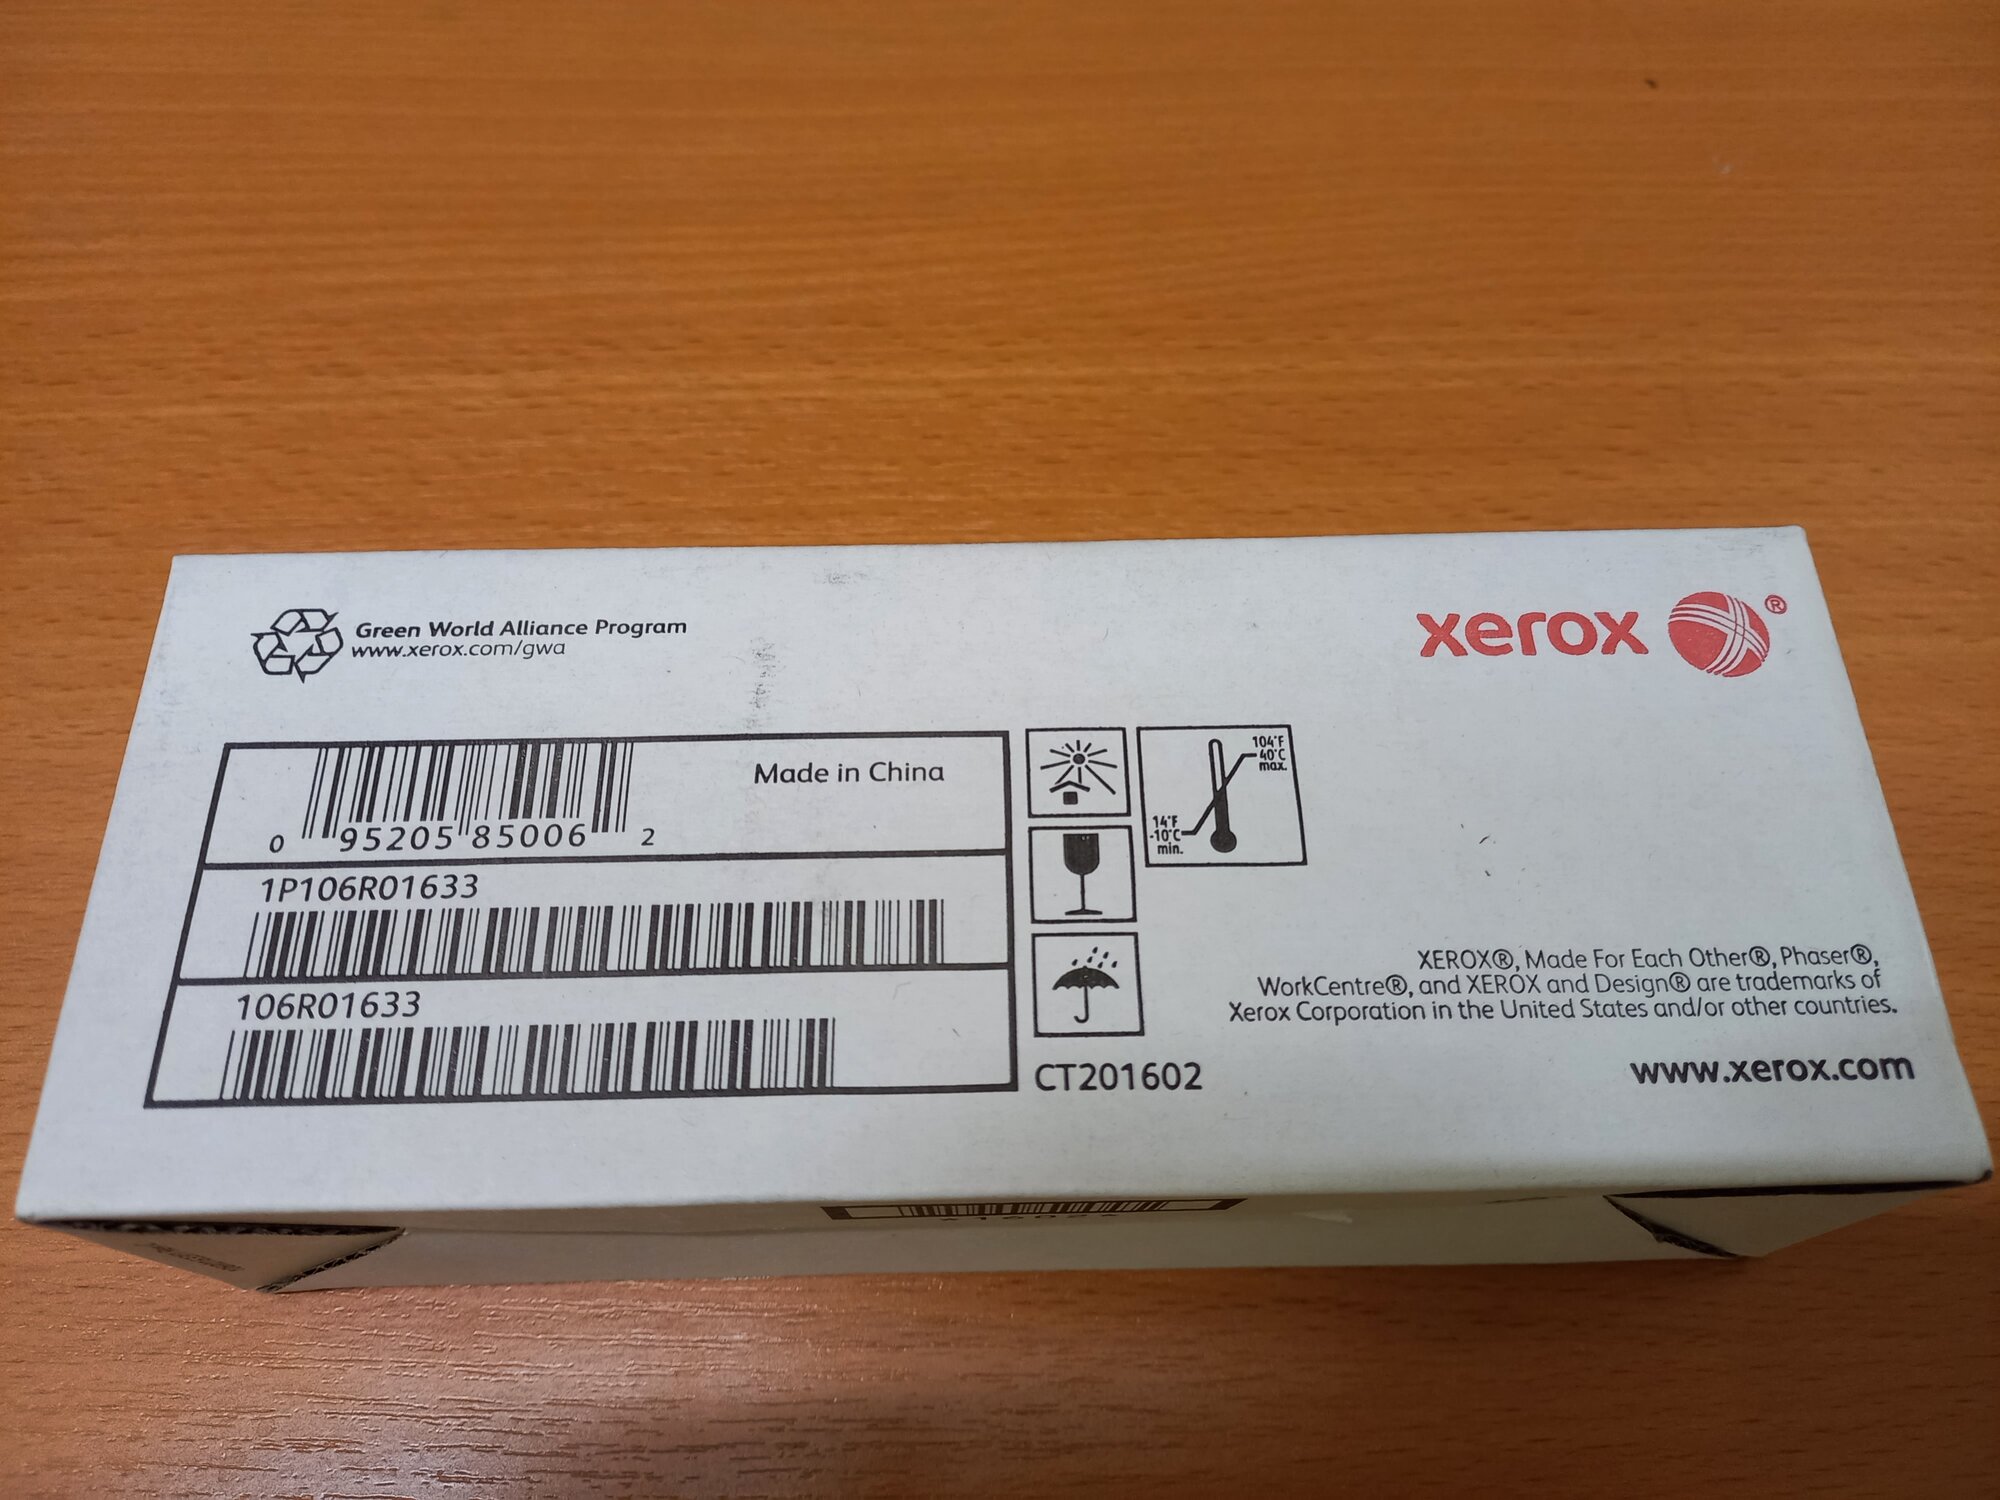 Green World Alliance Program
www.xerox.com/gwa
xerox ®
Made in China
0 95205 85006 2
1P106R01633
106R01633
104°F
40°C
max.
14°F
-10°C
min.
CT201602
XEROX®, Made For Each Other®, Phaser®,
WorkCentre®, and XEROX and Design® are trademarks of
Xerox Corporation in the United States and/or other countries.
www.xerox.com